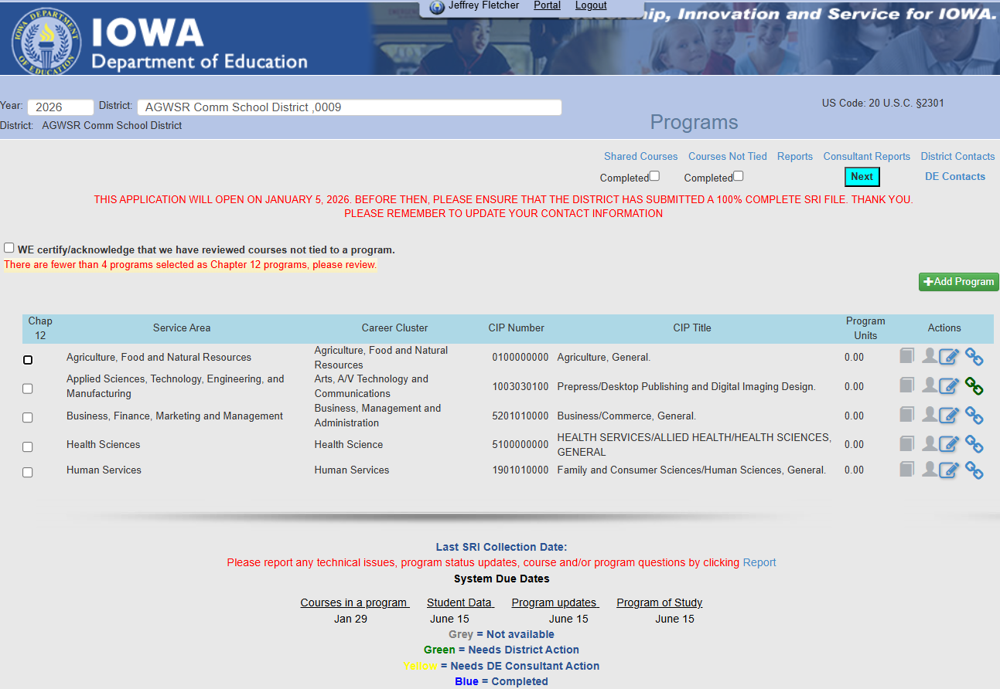 Jeffrey Fletcher Portal Logout
ip, Innovation and Service for IOWA.
IOWA
Department of Education
Year: 2026 District: AGWSR Comm School District ,0009
US Code: 20 U.S.C. §2301
District: AGWSR Comm School District
Programs
Shared Courses Courses Not Tied Reports Consultant Reports District Contacts
Completed Completed Next DE Contacts
THIS APPLICATION WILL OPEN ON JANUARY 5, 2026. BEFORE THEN, PLEASE ENSURE THAT THE DISTRICT HAS SUBMITTED A 100% COMPLETE SRI FILE. THANK YOU.
PLEASE REMEMBER TO UPDATE YOUR CONTACT INFORMATION
WE certify/acknowledge that we have reviewed courses not tied to a program.
There are fewer than 4 programs selected as Chapter 12 programs, please review.
Add Program
Chap 12 Service Area Career Cluster CIP Number CIP Title Program Units Actions
Agriculture, Food and Natural Resources Agriculture, Food and Natural Resources 0100000000 Agriculture, General. 0.00
Applied Sciences, Technology, Engineering, and Manufacturing Arts, A/V Technology and Communications 1003030100 Prepress/Desktop Publishing and Digital Imaging Design. 0.00
Business, Finance, Marketing and Management Business, Management and Administration 5201010000 Business/Commerce, General. 0.00
Health Sciences Health Science 5100000000 HEALTH SERVICES/ALLIED HEALTH/HEALTH SCIENCES, GENERAL 0.00
Human Services Human Services 1901010000 Family and Consumer Sciences/Human Sciences, General. 0.00
Last SRI Collection Date:
Please report any technical issues, program status updates, course and/or program questions by clicking Report
System Due Dates
Courses in a program Student Data Program updates Program of Study
Jan 29 June 15 June 15 June 15
Grey = Not available
Green = Needs District Action
Yellow = Needs DE Consultant Action
Blue = Completed